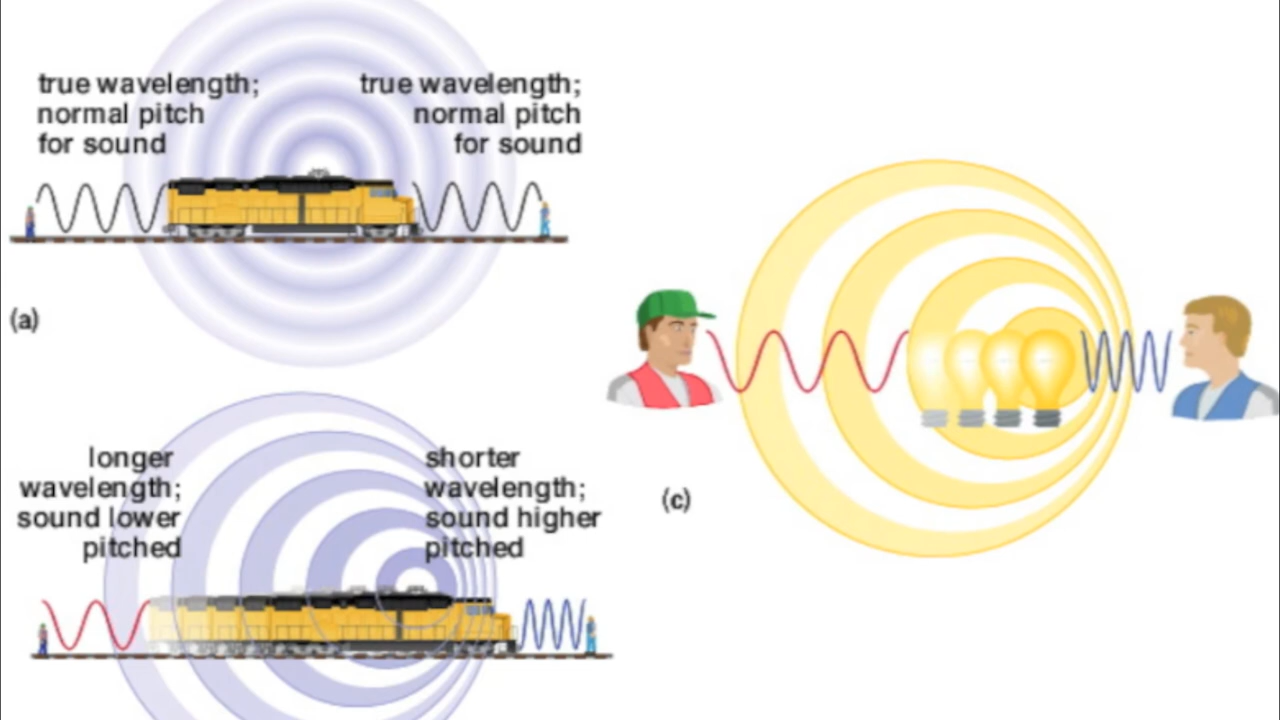 true wavelength;
normal pitch
for sound
true wavelength;
normal pitch
for sound
(a)
longer
wavelength;
sound lower
pitched
shorter
wavelength;
sound higher
pitched
(c)